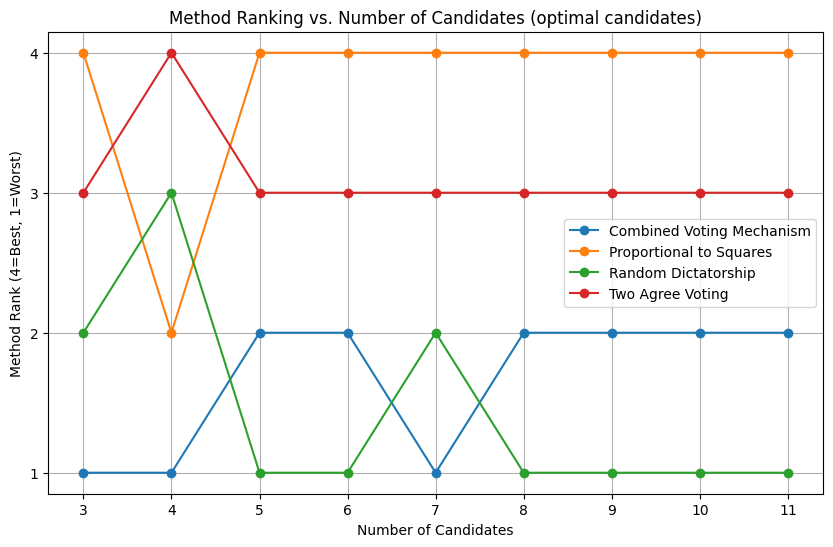 Method Ranking vs. Number of Candidates (optimal candidates)
Method Rank (4=Best, 1=Worst)
4
3
2
1
Combined Voting Mechanism
Proportional to Squares
Random Dictatorship
Two Agree Voting
3 4 5 6 7 8 9 10 11
Number of Candidates